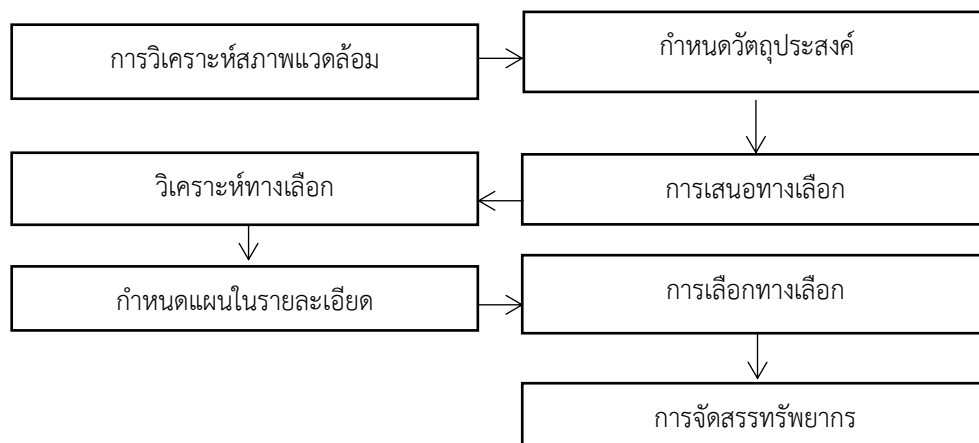 การวิเคราะห์สภาพแวดล้อม
กำหนดวัตถุประสงค์
วิเคราะห์ทางเลือก
การเสนอทางเลือก
กำหนดแผนในรายละเอียด
การเลือกทางเลือก
การจัดสรรทรัพยากร